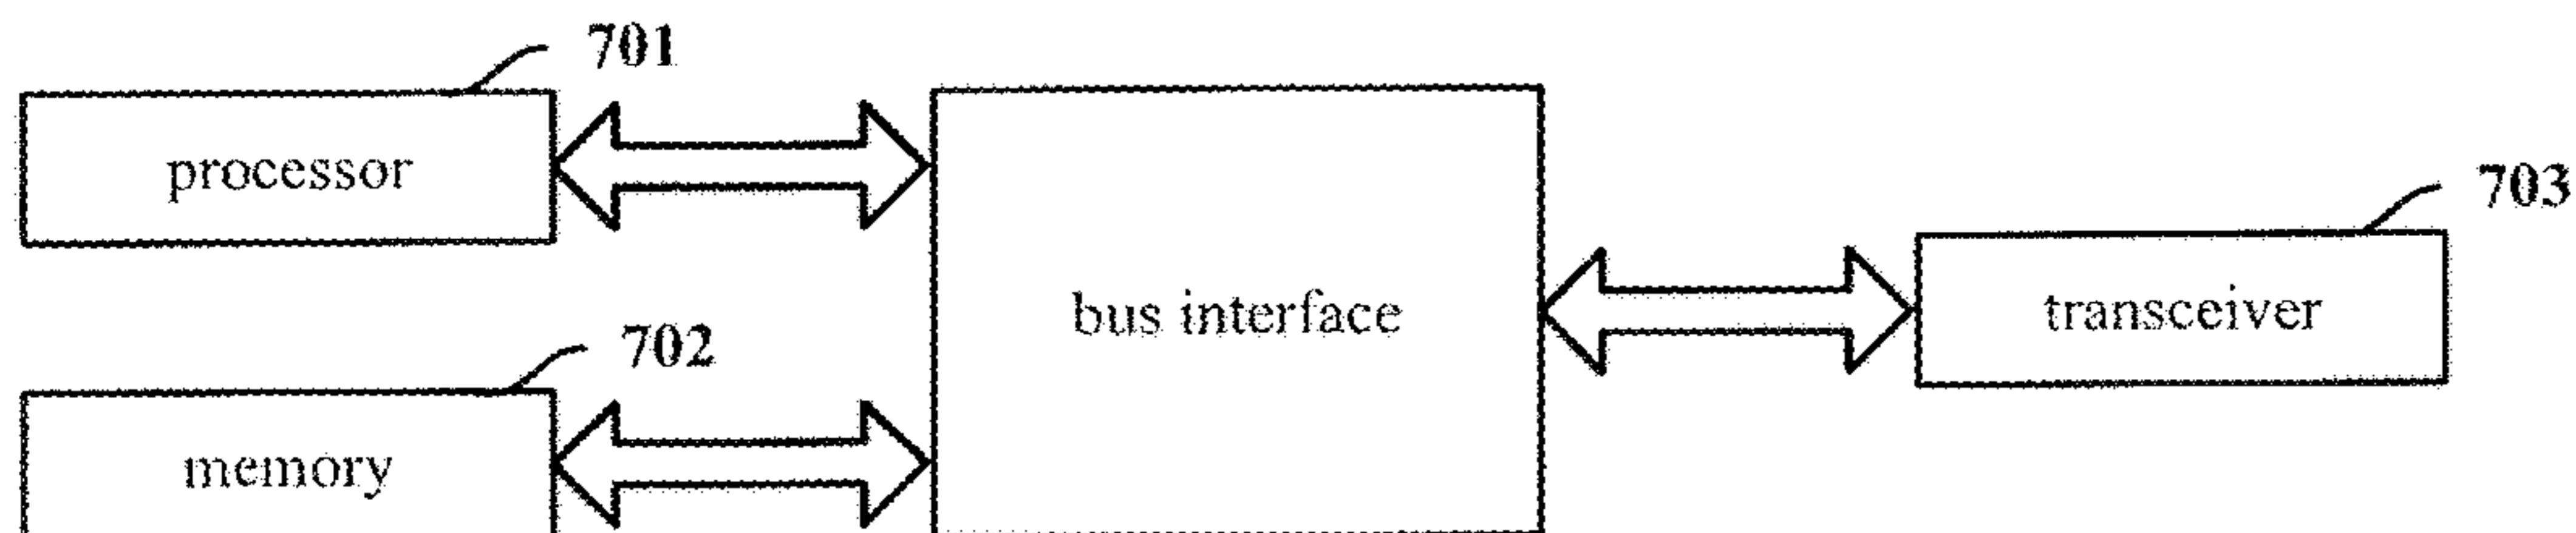 701
processor
703
bus interface
transceiver
702
memory